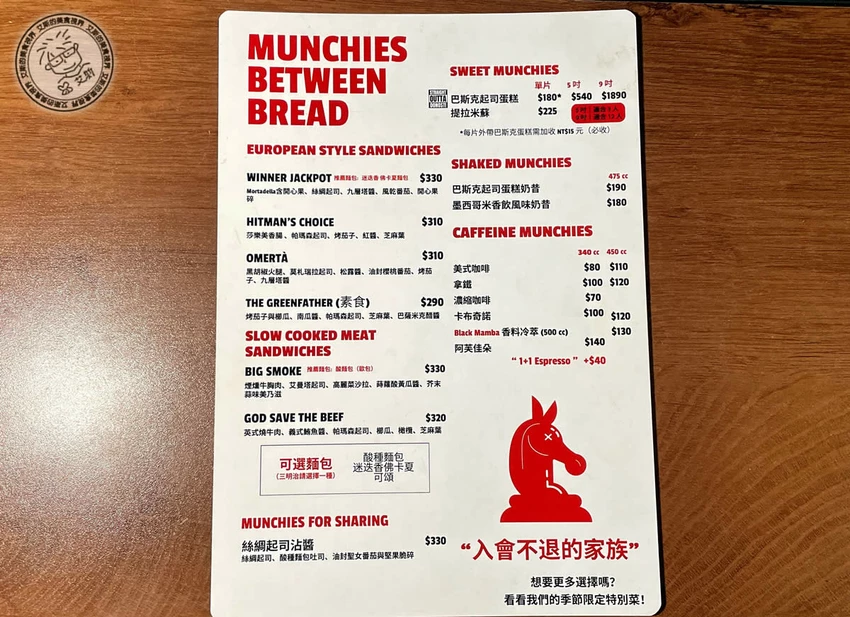 艾斯的美食視界
艾斯
MUNCHIES
BETWEEN
BREAD
EUROPEAN STYLE SANDWICHES
WINNER JACKPOT 推薦麵包: 迷迭香佛卡夏麵包 $330
Mortadella含開心果、絲綢起司、九層塔醬、風乾番茄、開心果
碎
HITMAN'S CHOICE $310
莎樂美香腸、帕瑪森起司、烤茄子、紅醬、芝麻葉
OMERTÀ $310
黑胡椒火腿、莫札瑞拉起司、松露醬、油封櫻桃番茄、烤茄
子、九層塔醬
THE GREENFATHER (素食) $290
烤茄子與櫛瓜、南瓜醬、帕瑪森起司、芝麻葉、巴薩米克醋醬
SLOW COOKED MEAT
SANDWICHES
BIG SMOKE 推薦麵包: 酸麵包（歐包） $330
煙燻牛胸肉、艾曼塔起司、高麗菜沙拉、蒔蘿酸黃瓜醬、芥末
蒜味美乃滋
GOD SAVE THE BEEF $320
英式燒牛肉、義式鯷魚醬、帕瑪森起司、櫛瓜、橄欖、芝麻葉
可選麵包
（三明治請選擇一種）
酸種麵包
迷迭香佛卡夏
可頌
MUNCHIES FOR SHARING
絲綢起司沾醬 $330
絲綢起司、酸種麵包吐司、油封聖女番茄與堅果脆碎
SWEET MUNCHIES
單片 5吋 9吋
STRAIGHT OUTTA DONOSTI
巴斯克起司蛋糕 $180* $540 $1890
提拉米蘇 $225
*每片外帶巴斯克蛋糕需加收 NT$15 元（必收）
SHAKED MUNCHIES
475 cc
巴斯克起司蛋糕奶昔 $190
墨西哥米香飲風味奶昔 $180
CAFFEINE MUNCHIES
340 cc 450 cc
美式咖啡 $80 $110
拿鐵 $100 $120
濃縮咖啡 $70
卡布奇諾 $100 $120
Black Mamba 香料冷萃 (500 cc) $130
阿芙佳朵 $140
“ 1+1 Espresso ” +$40
“入會不退的家族”
想要更多選擇嗎?
看看我們的季節限定特別菜!